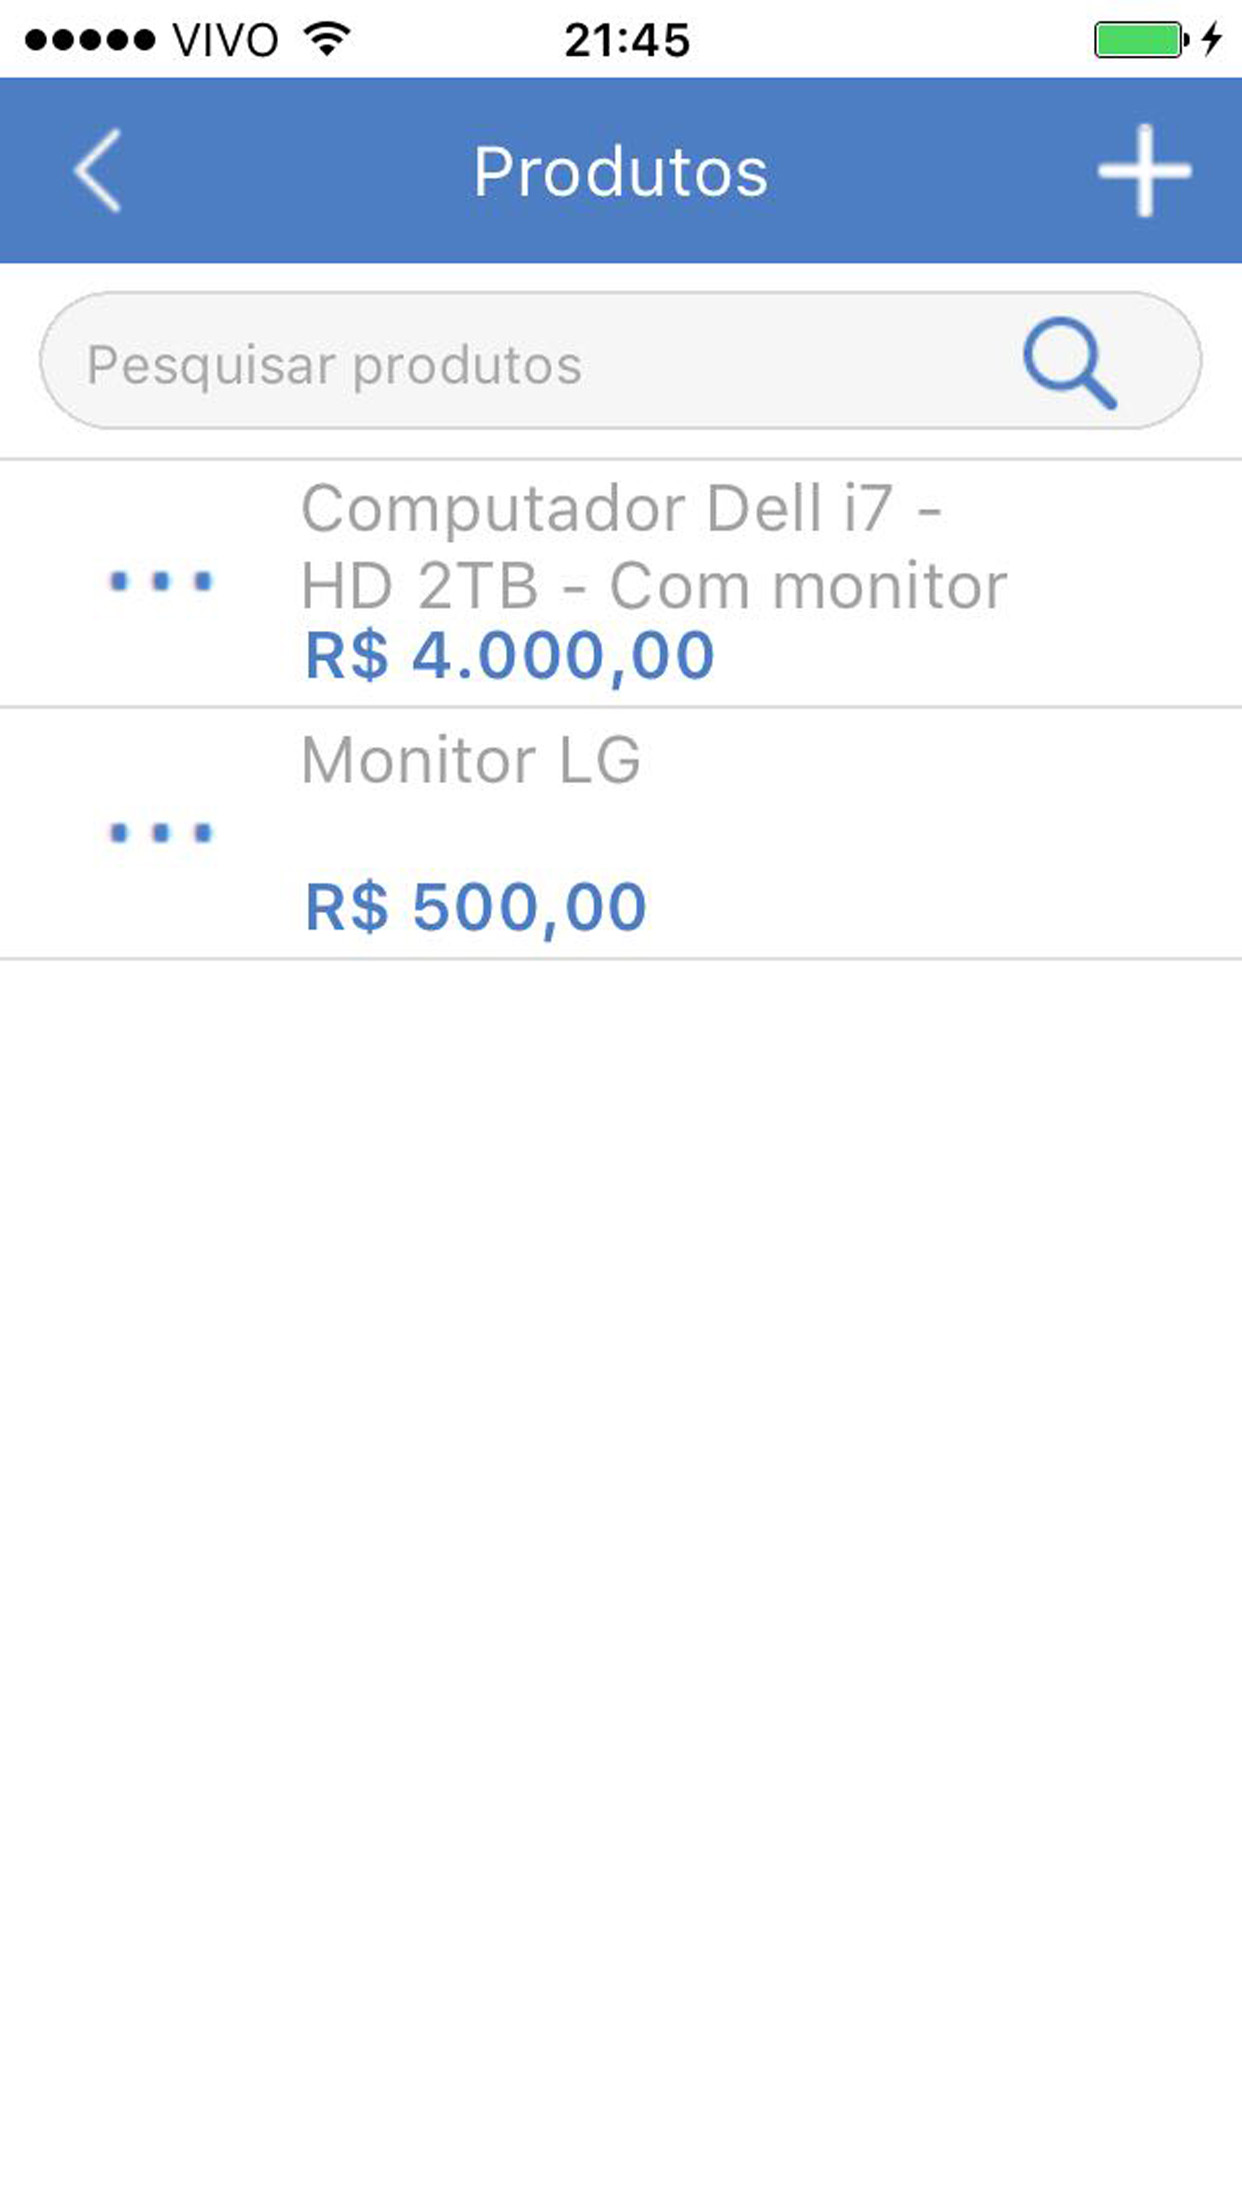 VIVO
21:45
Produtos
Pesquisar produtos
Computador Dell i7 -
HD 2TB - Com monitor
R$ 4.000,00
Monitor LG
R$ 500,00